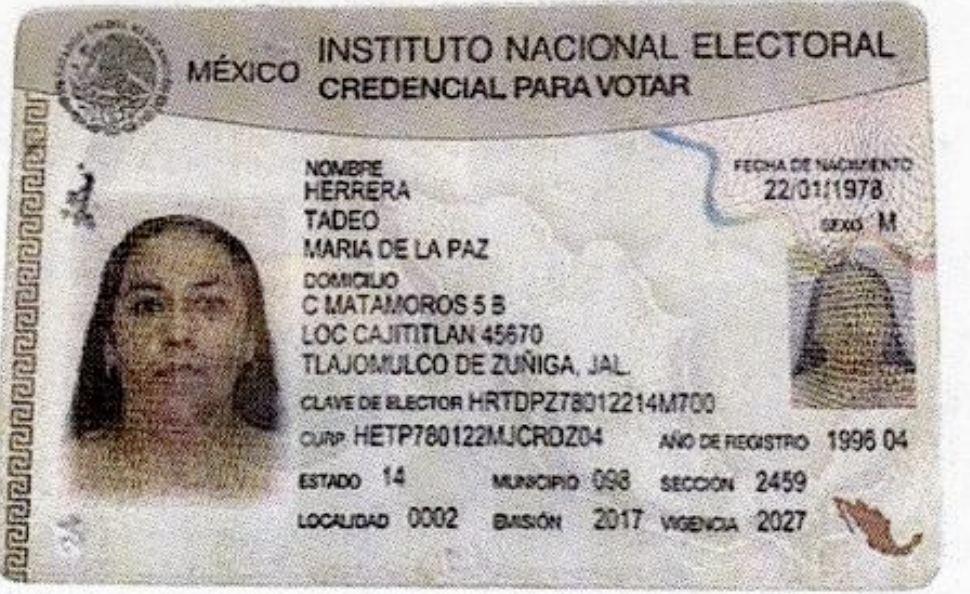 MÉXICO
INSTITUTO NACIONAL ELECTORAL
CREDENCIAL PARA VOTAR
NOMBRE
HERRERA
TADEO
MARIA DE LA PAZ
FECHA DE NACIMIENTO
22/01/1978
SEXO M
DOMICILIO
C MATAMOROS 5 B
LOC CAJITITLAN 45670
TLAJOMULCO DE ZUÑIGA, JAL.
CLAVE DE ELECTOR HRTDPZ78012214M700
CURP HETP780122MJCRDZ04 AÑO DE REGISTRO 1996 04
ESTADO 14 MUNICIPIO 098 SECCIÓN 2459
LOCALIDAD 0002 EMISIÓN 2017 VIGENCIA 2027